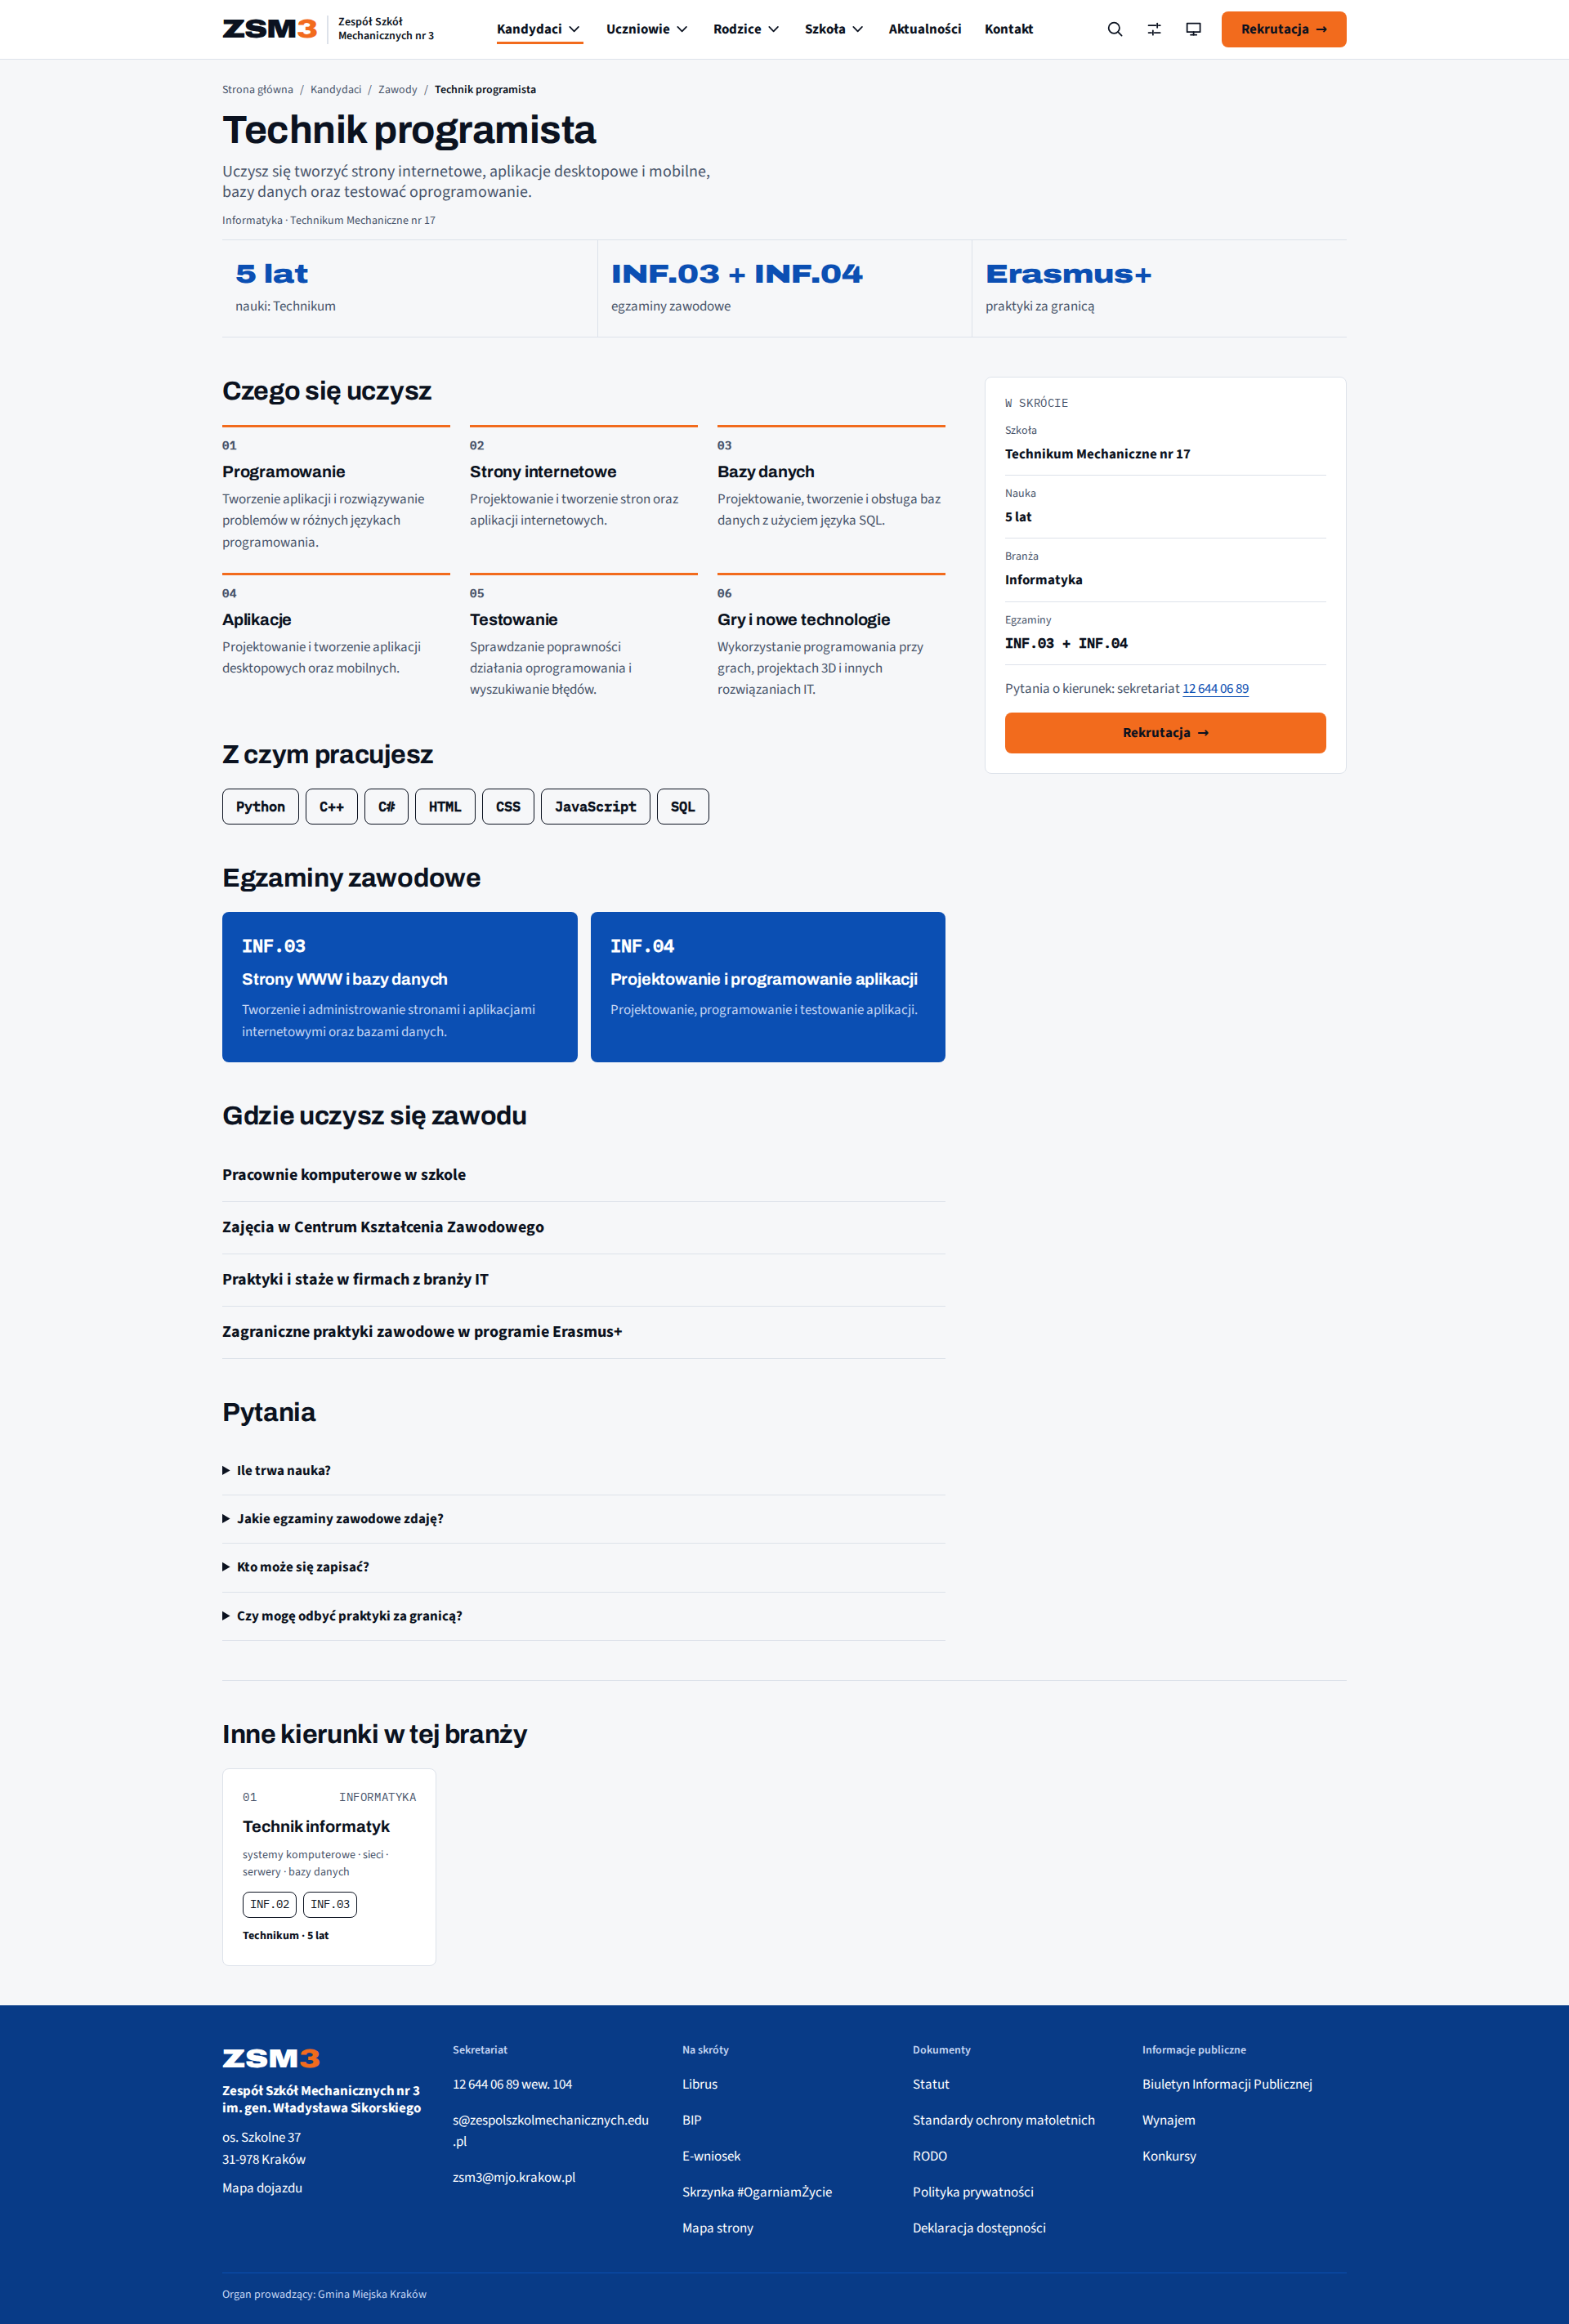 ZSM3
Zespół Szkół
Mechanicznych nr 3
Kandydaci
Uczniowie
Rodzice
Szkoła
Aktualności
Kontakt
Rekrutacja →
Strona główna / Kandydaci / Zawody / Technik programista
Technik programista
Uczysz się tworzyć strony internetowe, aplikacje desktopowe i mobilne,
bazy danych oraz testować oprogramowanie.
Informatyka · Technikum Mechaniczne nr 17
5 lat
nauki: Technikum
INF.03 + INF.04
egzaminy zawodowe
Erasmus+
praktyki za granicą
Czego się uczysz
01
Programowanie
Tworzenie aplikacji i rozwiązywanie
problemów w różnych językach
programowania.
02
Strony internetowe
Projektowanie i tworzenie stron oraz
aplikacji internetowych.
03
Bazy danych
Projektowanie, tworzenie i obsługa baz
danych z użyciem języka SQL.
04
Aplikacje
Projektowanie i tworzenie aplikacji
desktopowych oraz mobilnych.
05
Testowanie
Sprawdzanie poprawności
działania oprogramowania i
wyszukiwanie błędów.
06
Gry i nowe technologie
Wykorzystanie programowania przy
grach, projektach 3D i innych
rozwiązaniach IT.
W SKRÓCIE
Szkoła
Technikum Mechaniczne nr 17
Nauka
5 lat
Branża
Informatyka
Egzaminy
INF.03 + INF.04
Pytania o kierunek: sekretariat 12 644 06 89
Rekrutacja →
Z czym pracujesz
Python
C++
C#
HTML
CSS
JavaScript
SQL
Egzaminy zawodowe
INF.03
Strony WWW i bazy danych
Tworzenie i administrowanie stronami i aplikacjami
internetowymi oraz bazami danych.
INF.04
Projektowanie i programowanie aplikacji
Projektowanie, programowanie i testowanie aplikacji.
Gdzie uczysz się zawodu
Pracownie komputerowe w szkole
Zajęcia w Centrum Kształcenia Zawodowego
Praktyki i staże w firmach z branży IT
Zagraniczne praktyki zawodowe w programie Erasmus+
Pytania
Ile trwa nauka?
Jakie egzaminy zawodowe zdaję?
Kto może się zapisać?
Czy mogę odbyć praktyki za granicą?
Inne kierunki w tej branży
01 INFORMATYKA
Technik informatyk
systemy komputerowe · sieci ·
serwery · bazy danych
INF.02
INF.03
Technikum · 5 lat
ZSM3
Zespół Szkół Mechanicznych nr 3
im. gen. Władysława Sikorskiego
os. Szkolne 37
31-978 Kraków
Mapa dojazdu
Sekretariat
12 644 06 89 wew. 104
s@zespolszkolmechanicznych.edu
.pl
zsm3@mjo.krakow.pl
Na skróty
Librus
BIP
E-wniosek
Skrzynka #OgarniamŻycie
Mapa strony
Dokumenty
Statut
Standardy ochrony małoletnich
RODO
Polityka prywatności
Deklaracja dostępności
Informacje publiczne
Biuletyn Informacji Publicznej
Wynajem
Konkursy
Organ prowadzący: Gmina Miejska Kraków